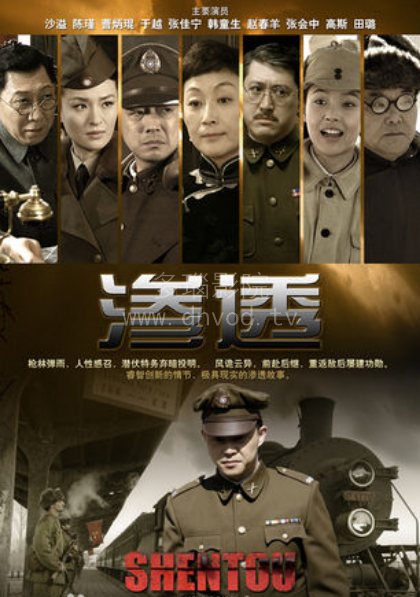 主要演员
沙溢 陈瑾 曹炳琨 于越 张佳宁 韩童生 赵春羊 张会中 高斯 田璐
渗透
www.dhvod.tv
枪林弹雨，人性感召，潜伏特务弃暗投明。 风诡云异，前赴后继，重返敌后屡建功勋。
睿智创新的情节，极具现实的渗透故事。
SHENTOU